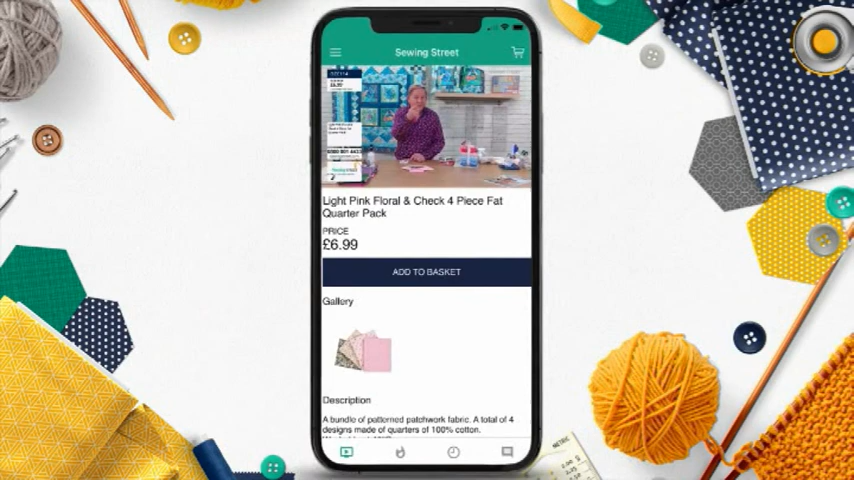 Sewing Street
Light Pink Floral & Check 4 Piece Fat
Quarter Pack
PRICE
£6.99
ADD TO BASKET
Gallery
Description
A bundle of patterned patchwork fabric. A total of 4
designs made of quarters of 100% cotton.
METRIC